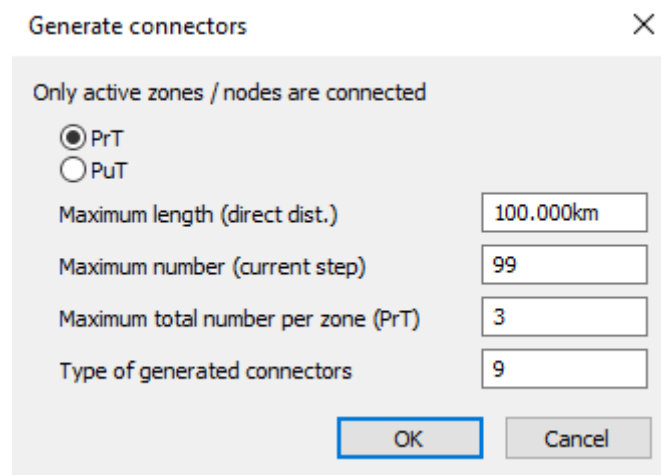 Generate connectors
Only active zones / nodes are connected
PrT
PuT
Maximum length (direct dist.) 100.000km
Maximum number (current step) 99
Maximum total number per zone (PrT) 3
Type of generated connectors 9
OK Cancel